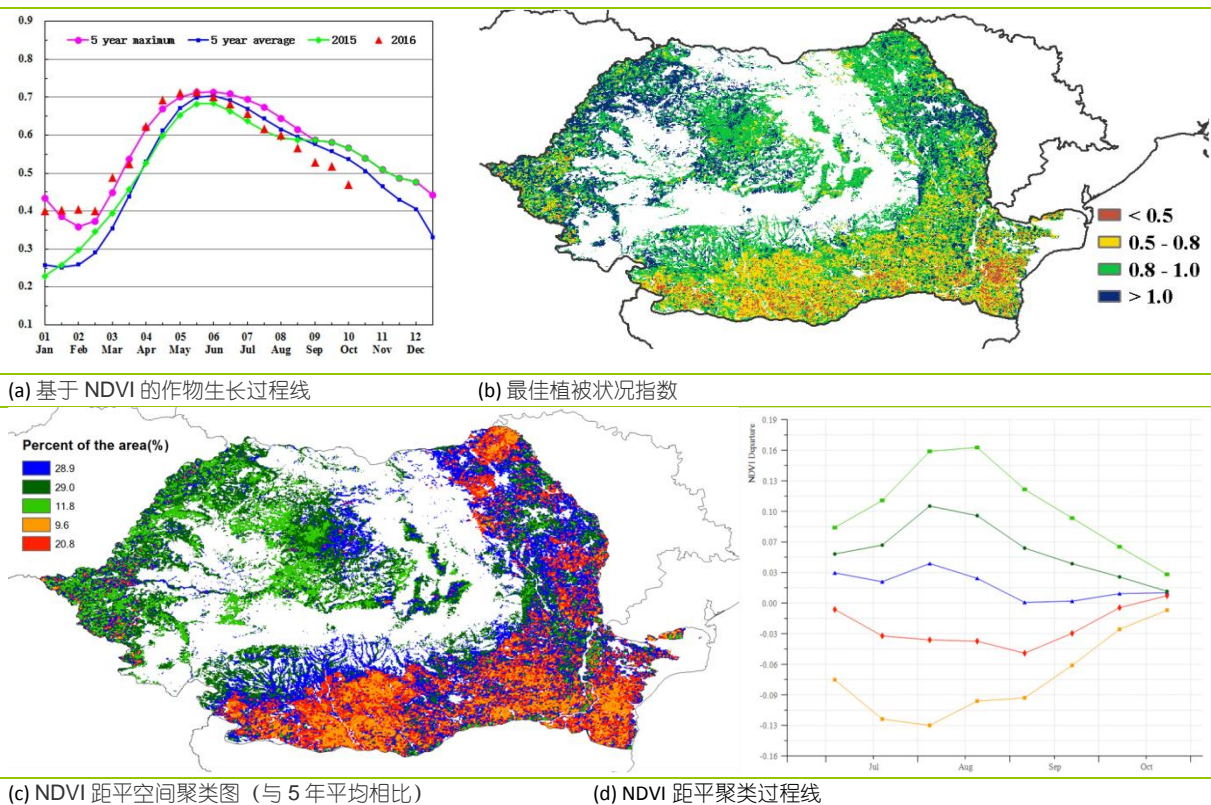 0.9
0.8
0.7
0.6
0.5
0.4
0.3
0.2
0.1
5 year maximum 5 year average 2015 2016
01 02 03 04 05 06 07 08 09 10 11 12
Jan Feb Mar Apr May Jun Jul Aug Sep Oct Nov Dec
< 0.5
0.5 - 0.8
0.8 - 1.0
> 1.0
(a) 基于 NDVI 的作物生长过程线
(b) 最佳植被状况指数
Percent of the area(%)
28.9
29.0
11.8
9.6
20.8
NDVI Departure
0.19
0.16
0.13
0.10
0.07
0.03
0.00
-0.03
-0.06
-0.09
-0.13
-0.16
Jul Aug Sep Oct
(c) NDVI 距平空间聚类图（与 5 年平均相比）
(d) NDVI 距平聚类过程线